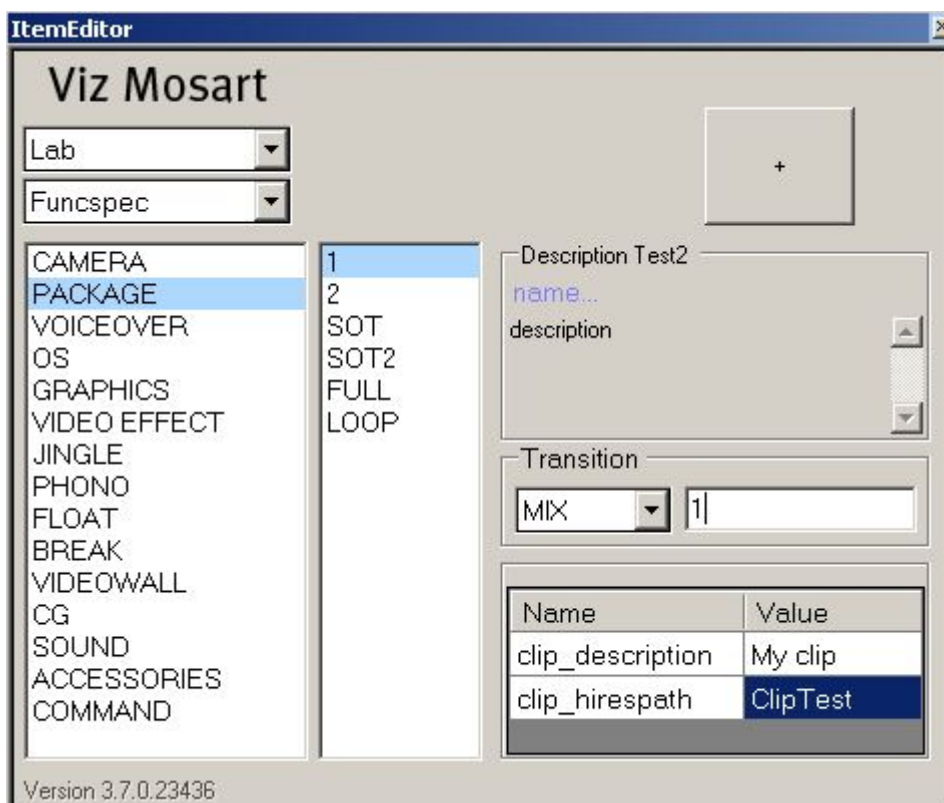 ItemEditor
Viz Mosart
Lab
Funcspec
+
CAMERA
PACKAGE
VOICEOVER
OS
GRAPHICS
VIDEO EFFECT
JINGLE
PHONO
FLOAT
BREAK
VIDEOWALL
CG
SOUND
ACCESSORIES
COMMAND
1
2
SOT
SOT2
FULL
LOOP
Description Test2
name...
description
Transition
MIX 1
Name Value
clip_description My clip
clip_hirespath ClipTest
Version 3.7.0.23436